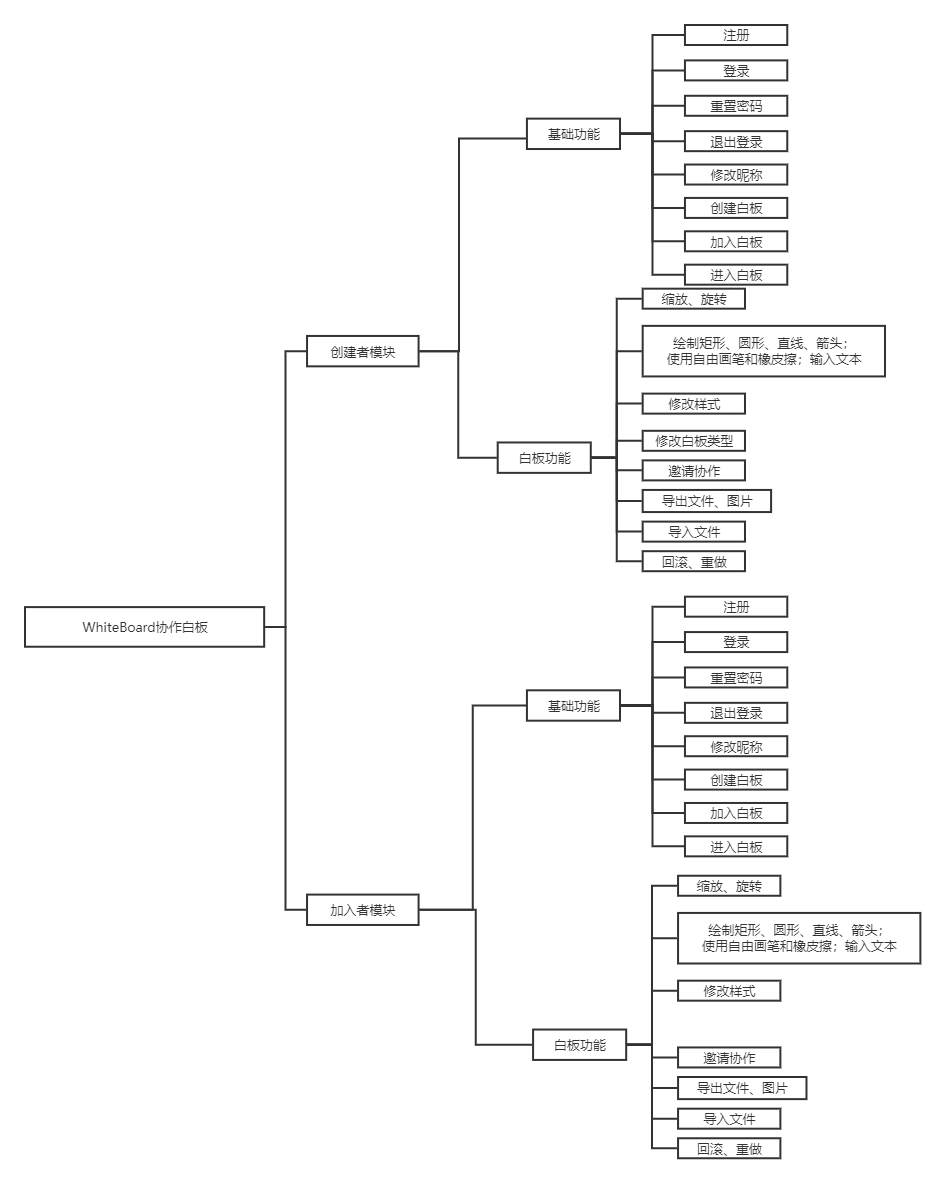 WhiteBoard协作白板
创建者模块
基础功能
注册
登录
重置密码
退出登录
修改昵称
创建白板
加入白板
进入白板
白板功能
缩放、旋转
绘制矩形、圆形、直线、箭头；
使用自由画笔和橡皮擦；输入文本
修改样式
修改白板类型
邀请协作
导出文件、图片
导入文件
回滚、重做
加入者模块
基础功能
注册
登录
重置密码
退出登录
修改昵称
创建白板
加入白板
进入白板
白板功能
缩放、旋转
绘制矩形、圆形、直线、箭头；
使用自由画笔和橡皮擦；输入文本
修改样式
邀请协作
导出文件、图片
导入文件
回滚、重做